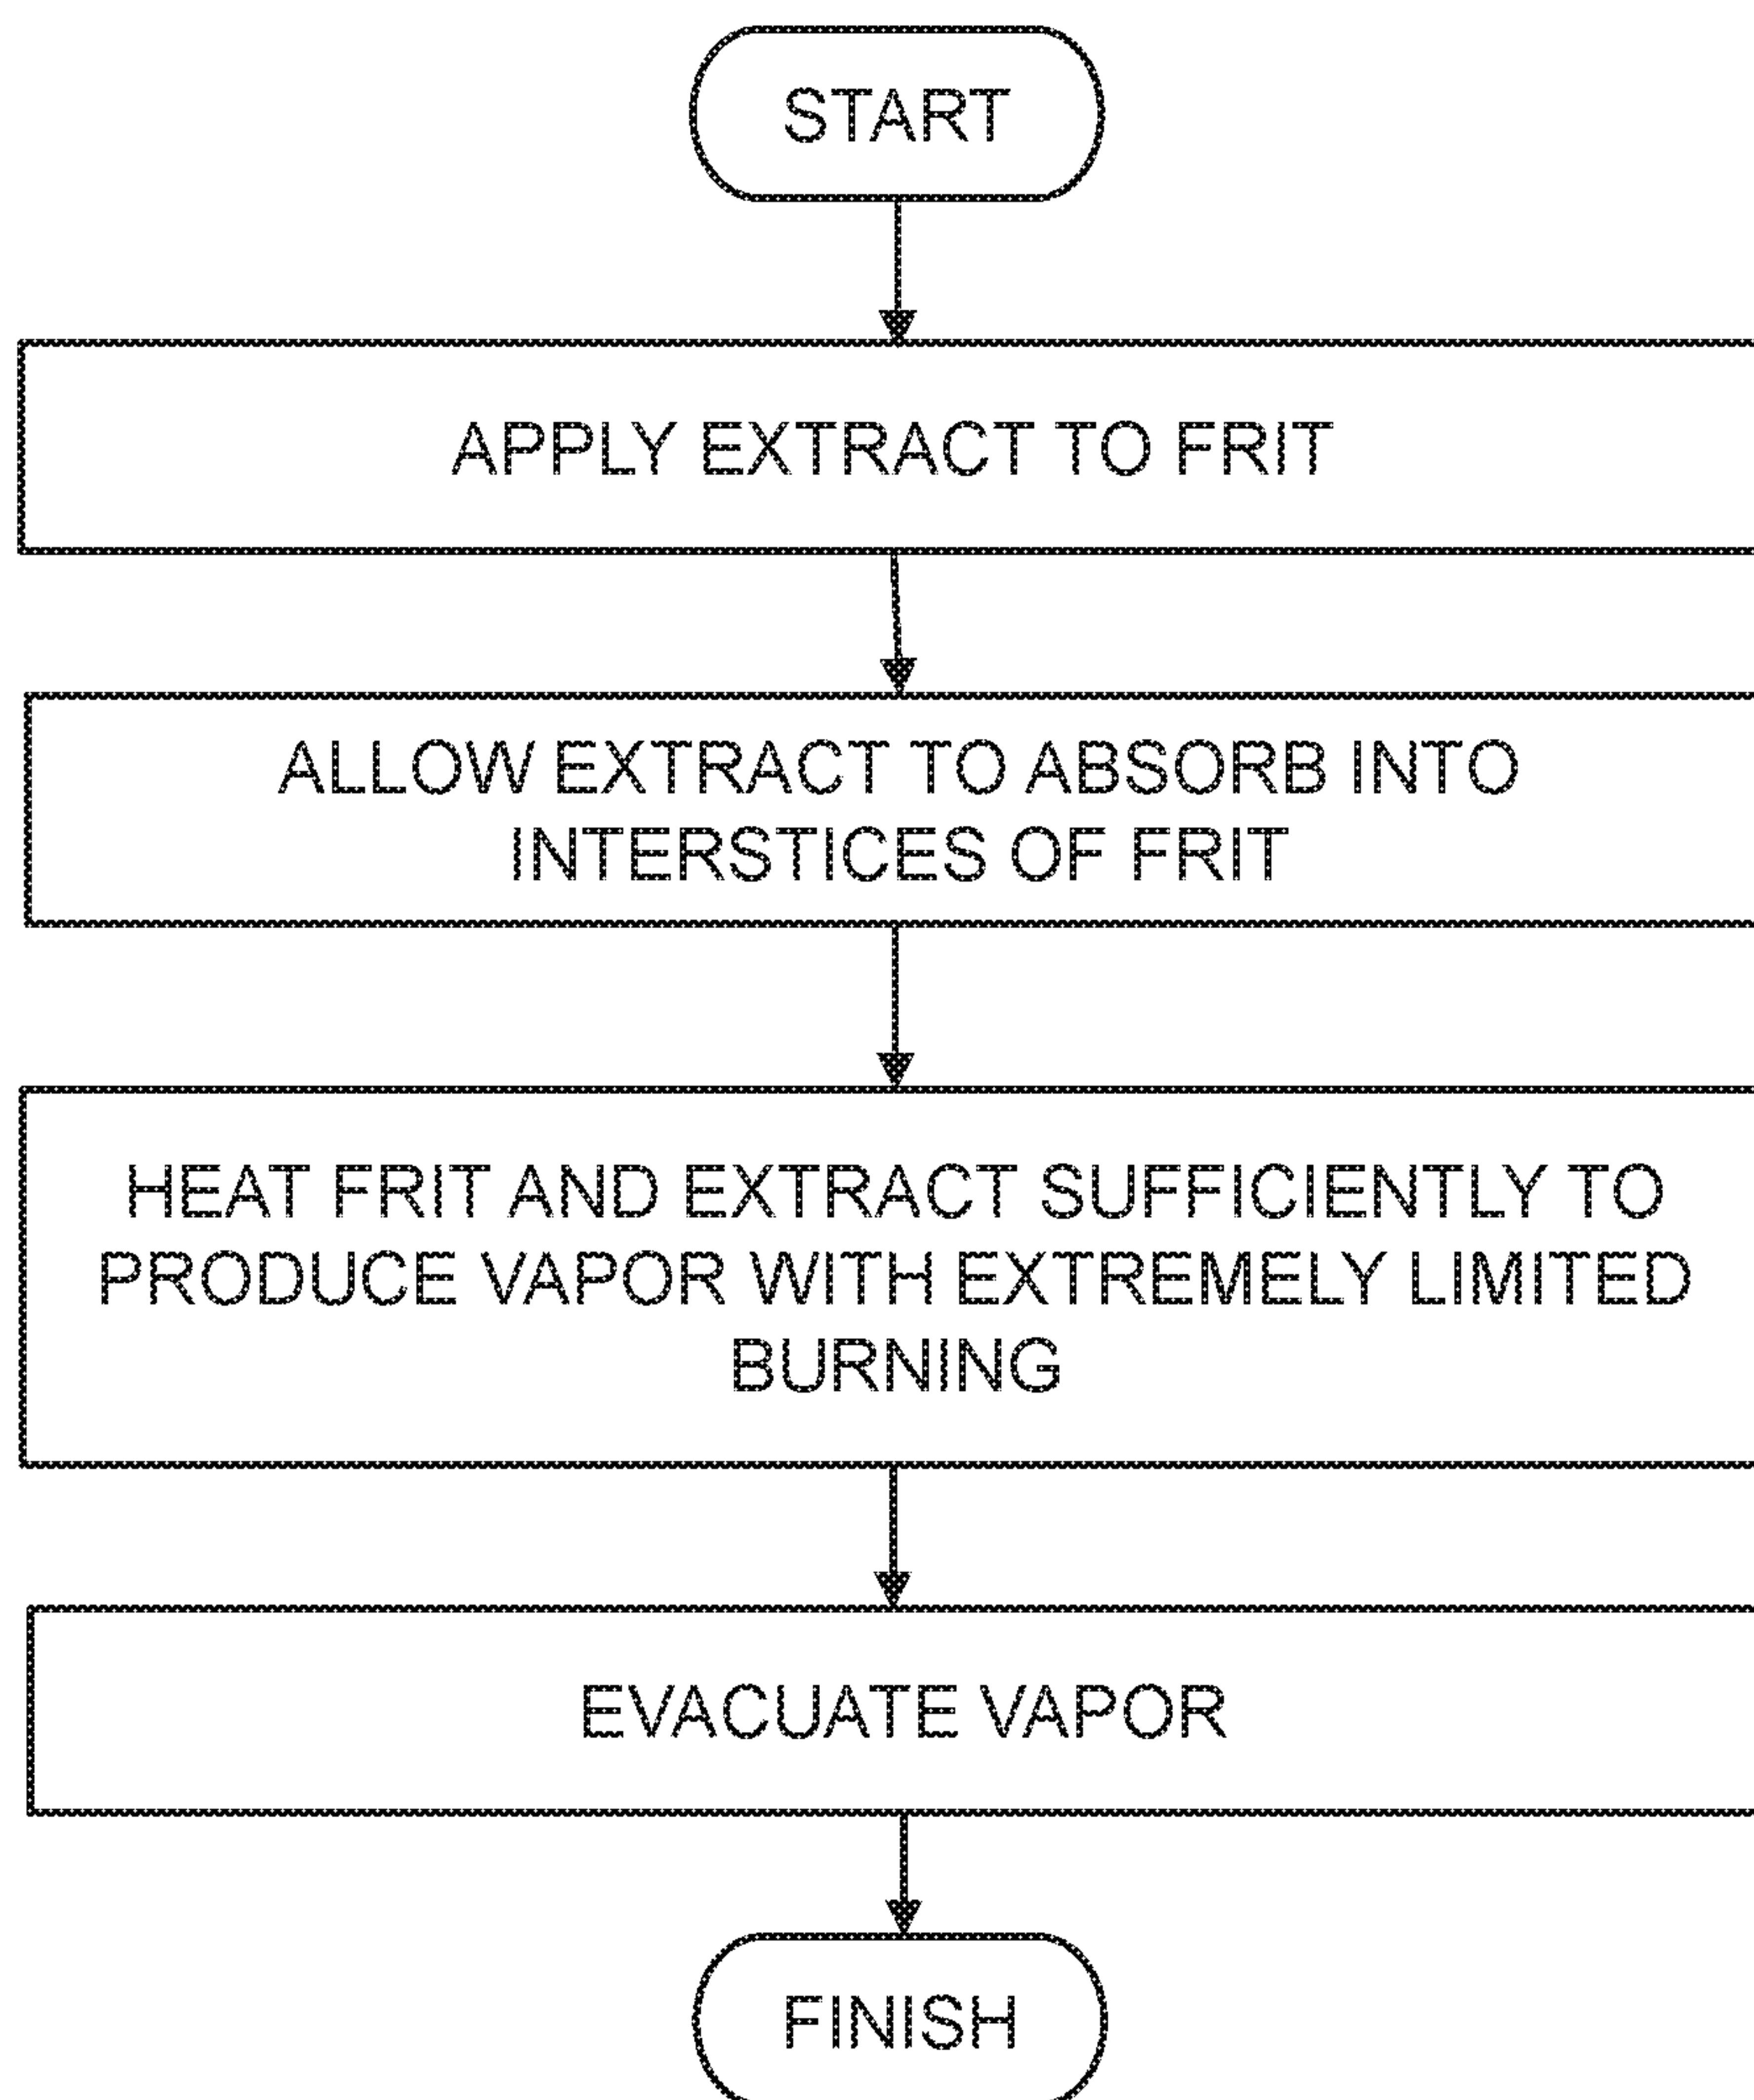 START
APPLY EXTRACT TO FRIT
ALLOW EXTRACT TO ABSORB INTO
INTERSTICES OF FRIT
HEAT FRIT AND EXTRACT SUFFICIENTLY TO
PRODUCE VAPOR WITH EXTREMELY LIMITED
BURNING
EVACUATE VAPOR
FINISH